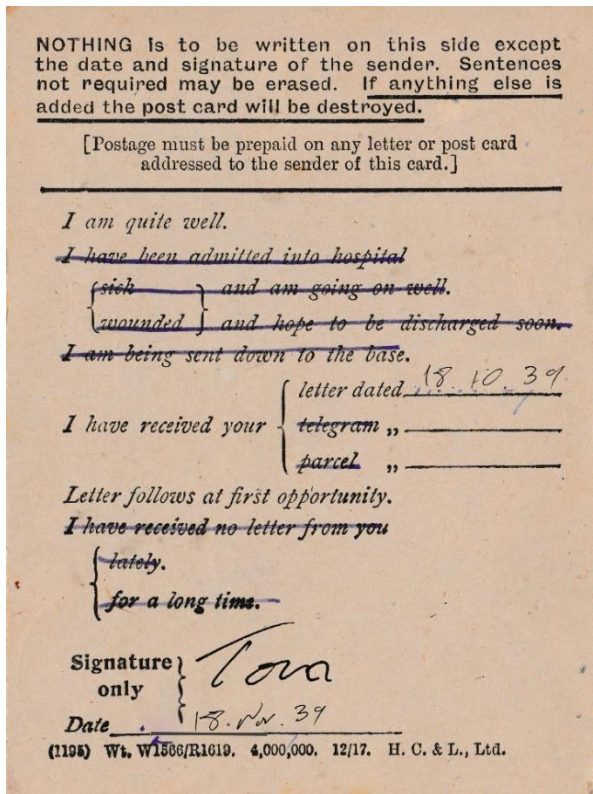 NOTHING is to be written on this side except
the date and signature of the sender. Sentences
not required may be erased. If anything else is
added the post card will be destroyed.
[Postage must be prepaid on any letter or post card
addressed to the sender of this card.]
I am quite well.
I have been admitted into hospital
sick and am going on well.
wounded and hope to be discharged soon.
I am being sent down to the base.
letter dated 18 10. 39
I have received your telegram „
parcel „
Letter follows at first opportunity.
I have received no letter from you
lately.
for a long time.
Signature
only
Date 18. Nov. 39
(1195) Wt. W1566/R1619. 4,000,000. 12/17. H. C. & L., Ltd.